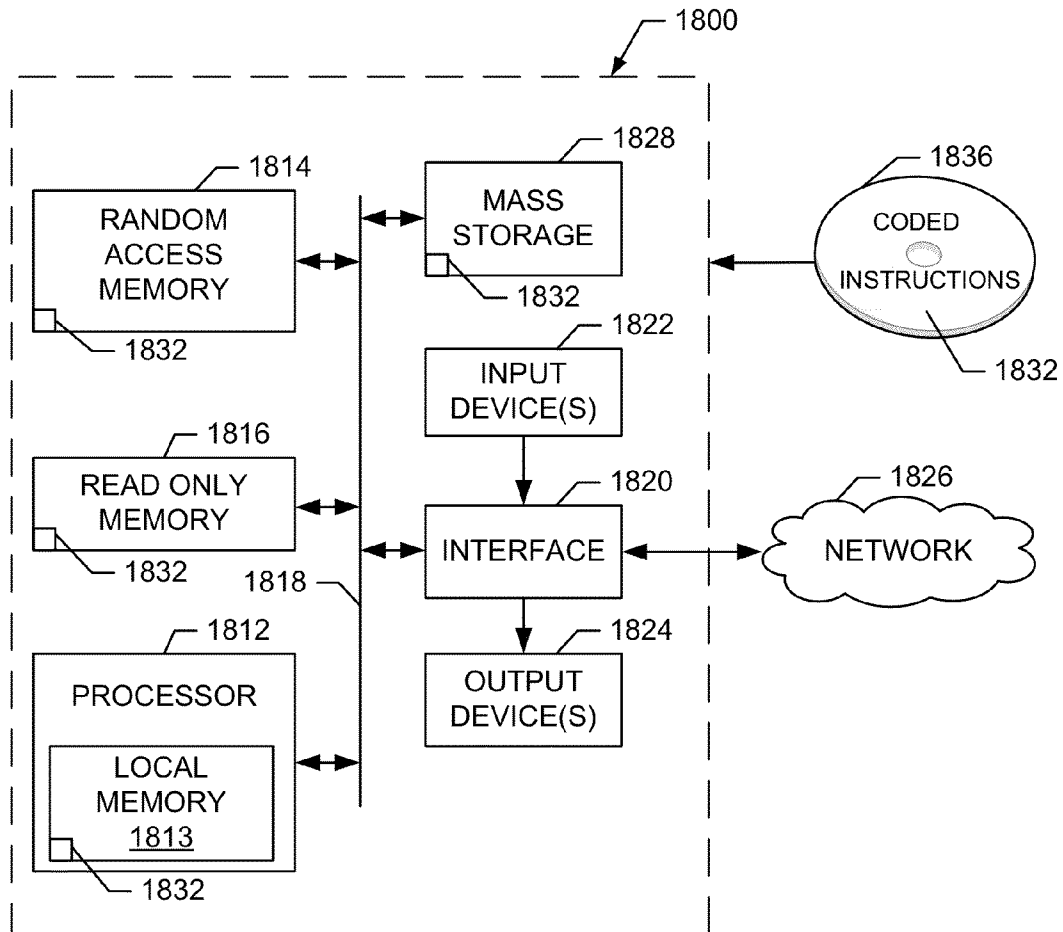 1800
1814
RANDOM
ACCESS
MEMORY
1832
1828
MASS
STORAGE
1832
1836
CODED
INSTRUCTIONS
1832
1822
INPUT
DEVICE(S)
1816
READ ONLY
MEMORY
1832
1820
INTERFACE
1826
NETWORK
1818
1812
PROCESSOR
LOCAL
MEMORY
1813
1832
1824
OUTPUT
DEVICE(S)